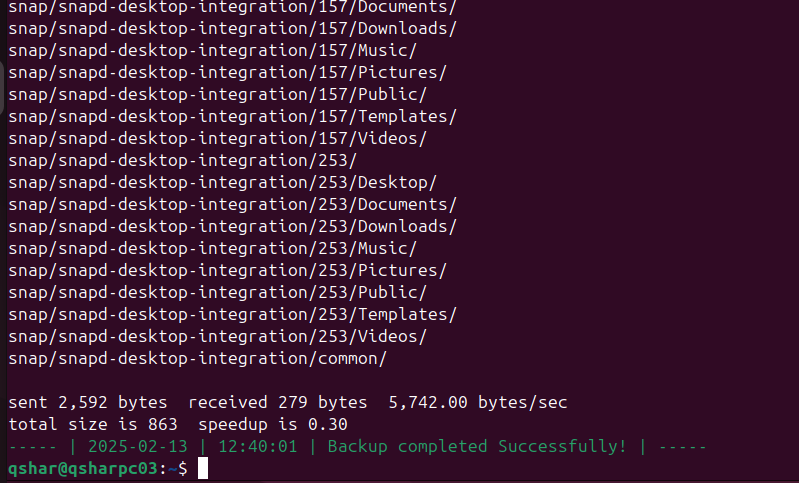 snap/snapd-desktop-integration/157/Documents/
snap/snapd-desktop-integration/157/Downloads/
snap/snapd-desktop-integration/157/Music/
snap/snapd-desktop-integration/157/Pictures/
snap/snapd-desktop-integration/157/Public/
snap/snapd-desktop-integration/157/Templates/
snap/snapd-desktop-integration/157/Videos/
snap/snapd-desktop-integration/253/
snap/snapd-desktop-integration/253/Desktop/
snap/snapd-desktop-integration/253/Documents/
snap/snapd-desktop-integration/253/Downloads/
snap/snapd-desktop-integration/253/Music/
snap/snapd-desktop-integration/253/Pictures/
snap/snapd-desktop-integration/253/Public/
snap/snapd-desktop-integration/253/Templates/
snap/snapd-desktop-integration/253/Videos/
snap/snapd-desktop-integration/common/
sent 2,592 bytes  received 279 bytes  5,742.00 bytes/sec
total size is 863  speedup is 0.30
----- | 2025-02-13 | 12:40:01 | Backup completed Successfully! | -----
qshar@qsharpc03:~$